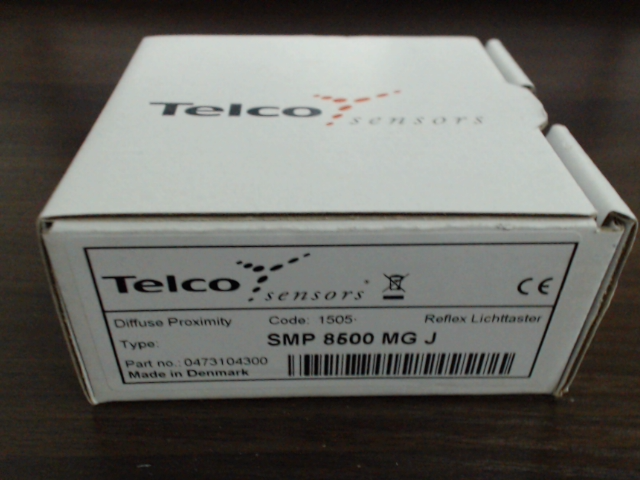 Telco
sensors
Telco
sensors
CE
Diffuse Proximity Code: 1505· Reflex Lichttaster
Type: SMP 8500 MG J
Part no.: 0473104300
Made in Denmark